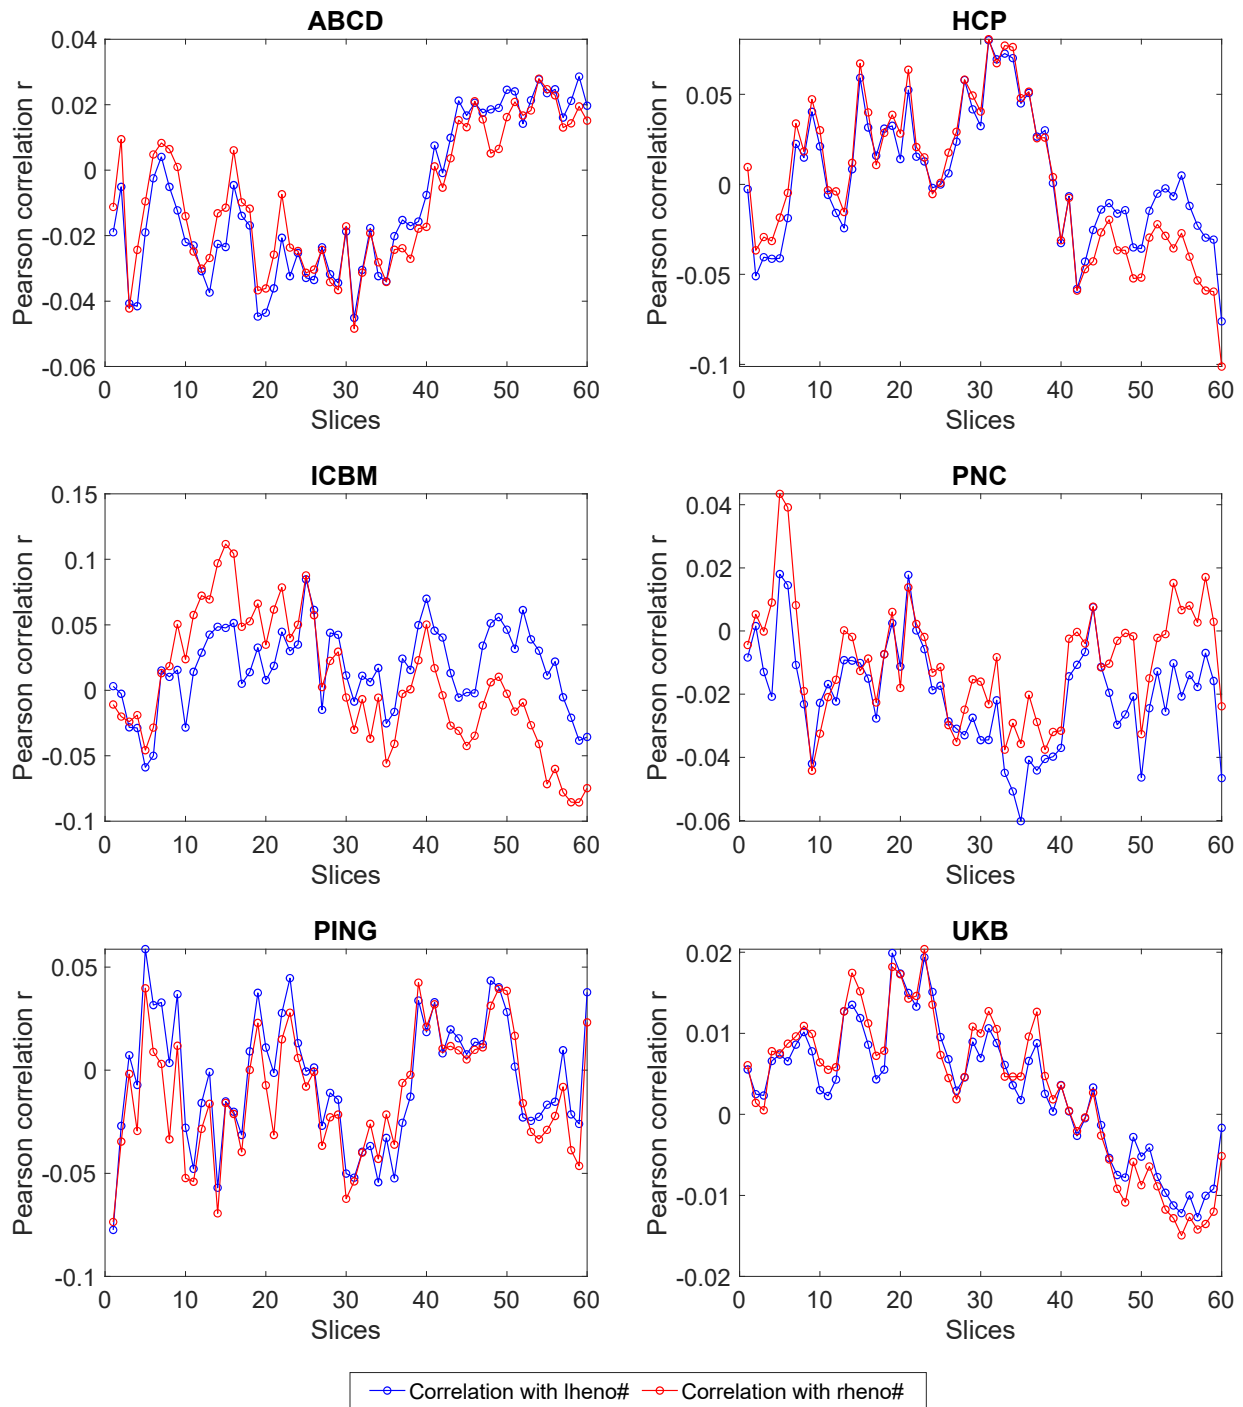 ABCD
Pearson correlation r
0.04
0.02
0
-0.02
-0.04
-0.06
0 10 20 30 40 50 60
Slices
HCP
Pearson correlation r
0.05
0
-0.05
-0.1
0 10 20 30 40 50 60
Slices
ICBM
Pearson correlation r
0.15
0.1
0.05
0
-0.05
-0.1
0 10 20 30 40 50 60
Slices
PNC
Pearson correlation r
0.04
0.02
0
-0.02
-0.04
-0.06
0 10 20 30 40 50 60
Slices
PING
Pearson correlation r
0.05
0
-0.05
-0.1
0 10 20 30 40 50 60
Slices
UKB
Pearson correlation r
0.02
0.01
0
-0.01
-0.02
0 10 20 30 40 50 60
Slices
Correlation with lheno# Correlation with rheno#